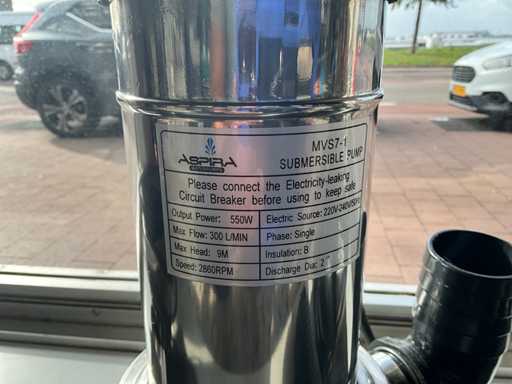 ASPIRA
MVS7-1
SUBMERSIBLE PUMP
Please connect the Electricity-leaking
Circuit Breaker before using to keep safe
Output Power: 550W
Electric Source: 220V-240V/50Hz
Max Flow: 300 L/MIN
Phase: Single
Max Head: 9M
Insulation: B
Speed: 2860RPM
Discharge Dia: 2"